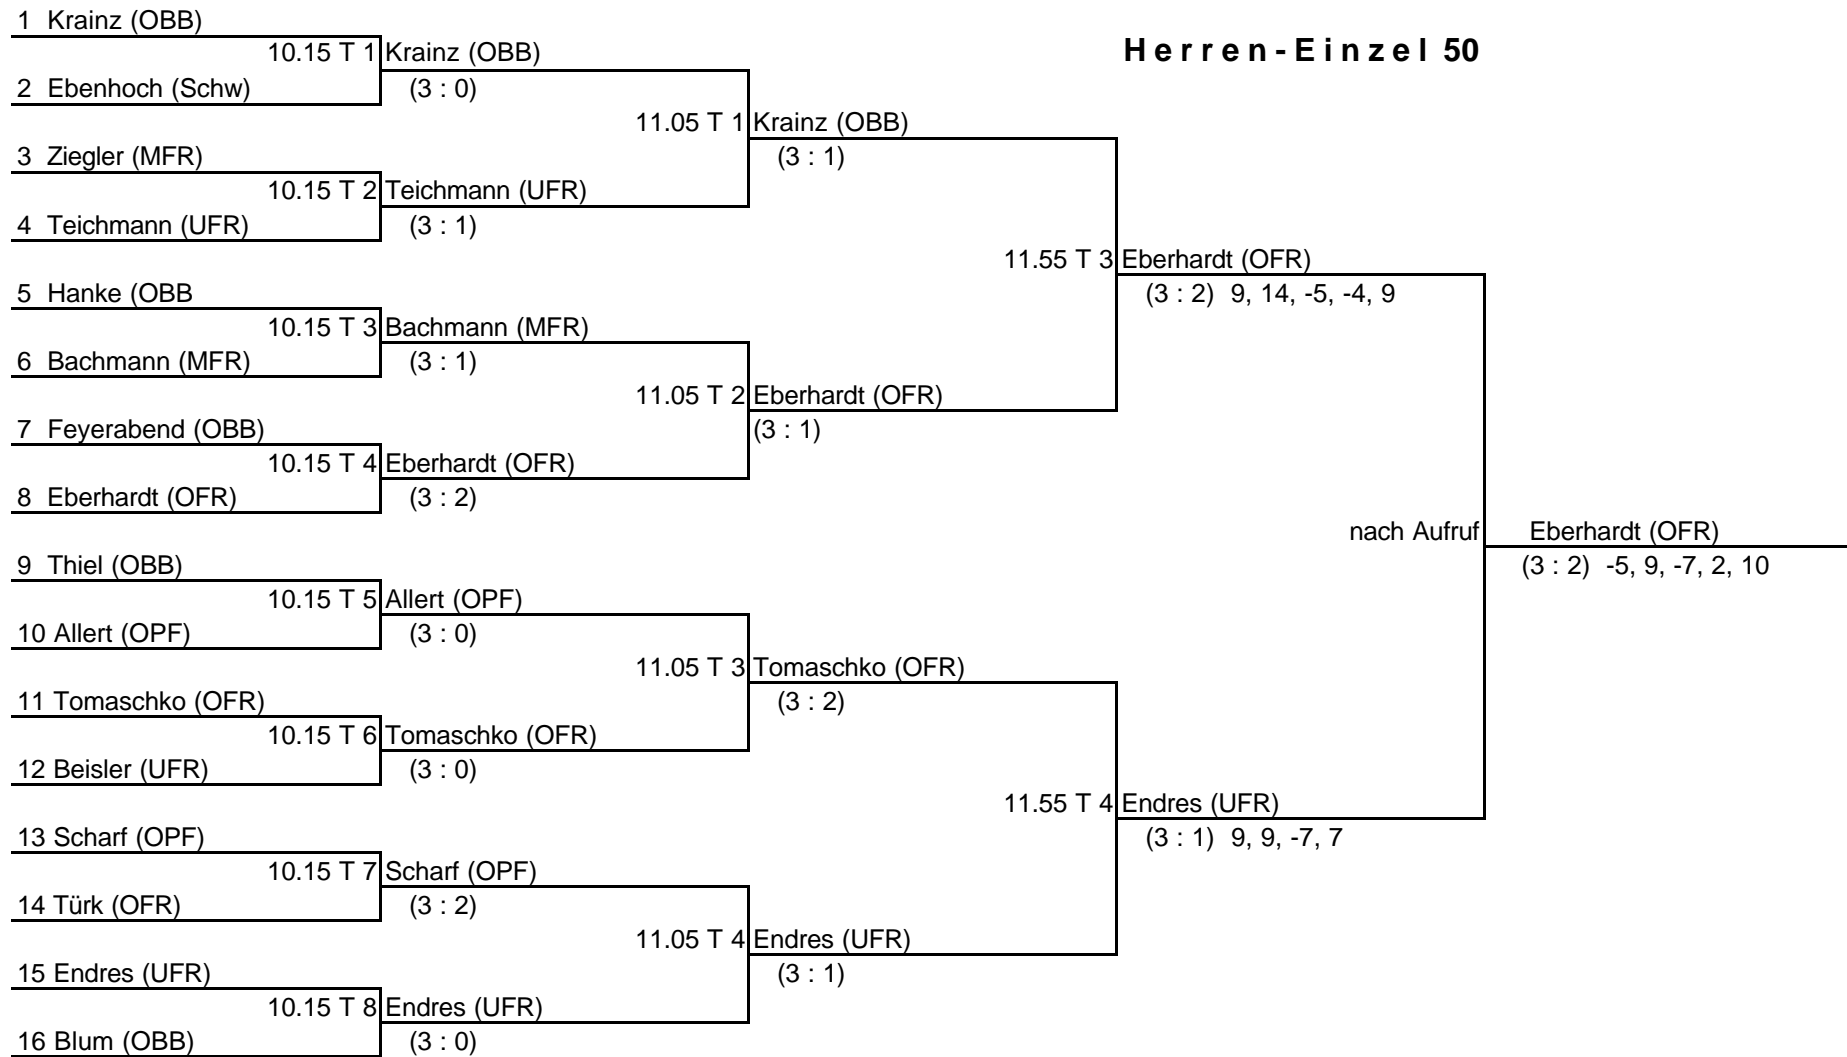 1 Krainz (OBB)
10.15 T 1 Krainz (OBB)
Herren-Einzel 50
2 Ebenhoch (Schw)
(3 : 0)
11.05 T 1 Krainz (OBB)
3 Ziegler (MFR)
(3 : 1)
10.15 T 2 Teichmann (UFR)
4 Teichmann (UFR)
(3 : 1)
11.55 T 3 Eberhardt (OFR)
5 Hanke (OBB
(3 : 2) 9, 14, -5, -4, 9
10.15 T 3 Bachmann (MFR)
6 Bachmann (MFR)
(3 : 1)
11.05 T 2 Eberhardt (OFR)
7 Feyerabend (OBB)
(3 : 1)
10.15 T 4 Eberhardt (OFR)
8 Eberhardt (OFR)
(3 : 2)
nach Aufruf Eberhardt (OFR)
9 Thiel (OBB)
(3 : 2) -5, 9, -7, 2, 10
10.15 T 5 Allert (OPF)
10 Allert (OPF)
(3 : 0)
11.05 T 3 Tomaschko (OFR)
11 Tomaschko (OFR)
(3 : 2)
10.15 T 6 Tomaschko (OFR)
12 Beisler (UFR)
(3 : 0)
11.55 T 4 Endres (UFR)
13 Scharf (OPF)
(3 : 1) 9, 9, -7, 7
10.15 T 7 Scharf (OPF)
14 Türk (OFR)
(3 : 2)
11.05 T 4 Endres (UFR)
15 Endres (UFR)
(3 : 1)
10.15 T 8 Endres (UFR)
16 Blum (OBB)
(3 : 0)